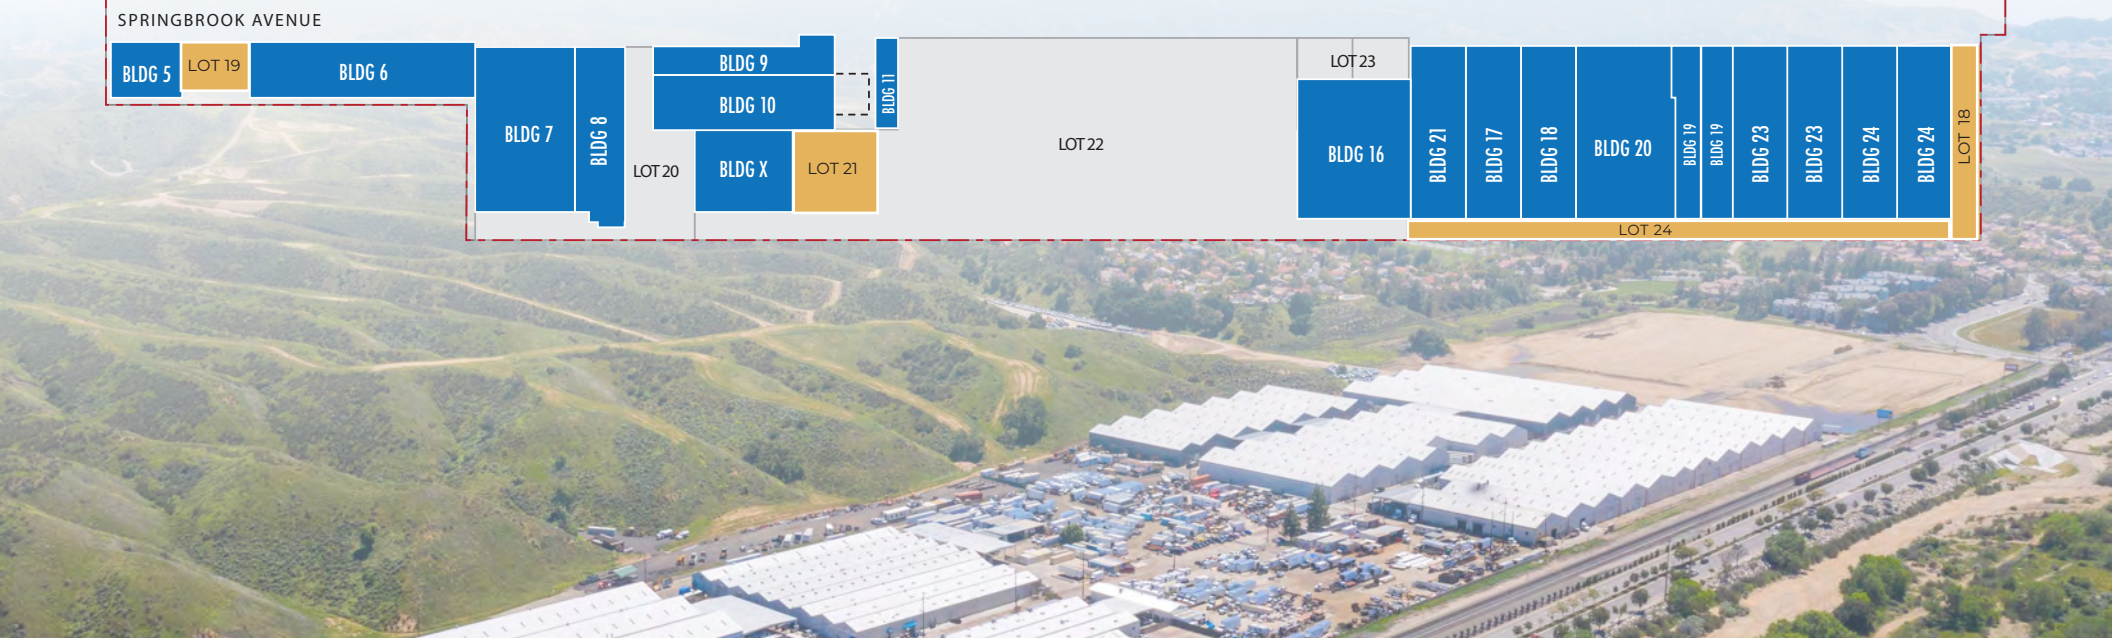 SPRINGBROOK AVENUE
BLDG 5
LOT 19
BLDG 6
BLDG 7
BLDG 8
LOT 20
BLDG 9
BLDG 10
BLDG X
LOT 21
BLDG 11
LOT 22
LOT 23
BLDG 16
BLDG 21
BLDG 17
BLDG 18
BLDG 20
BLDG 19
BLDG 19
BLDG 23
BLDG 23
BLDG 24
BLDG 24
LOT 18
LOT 24